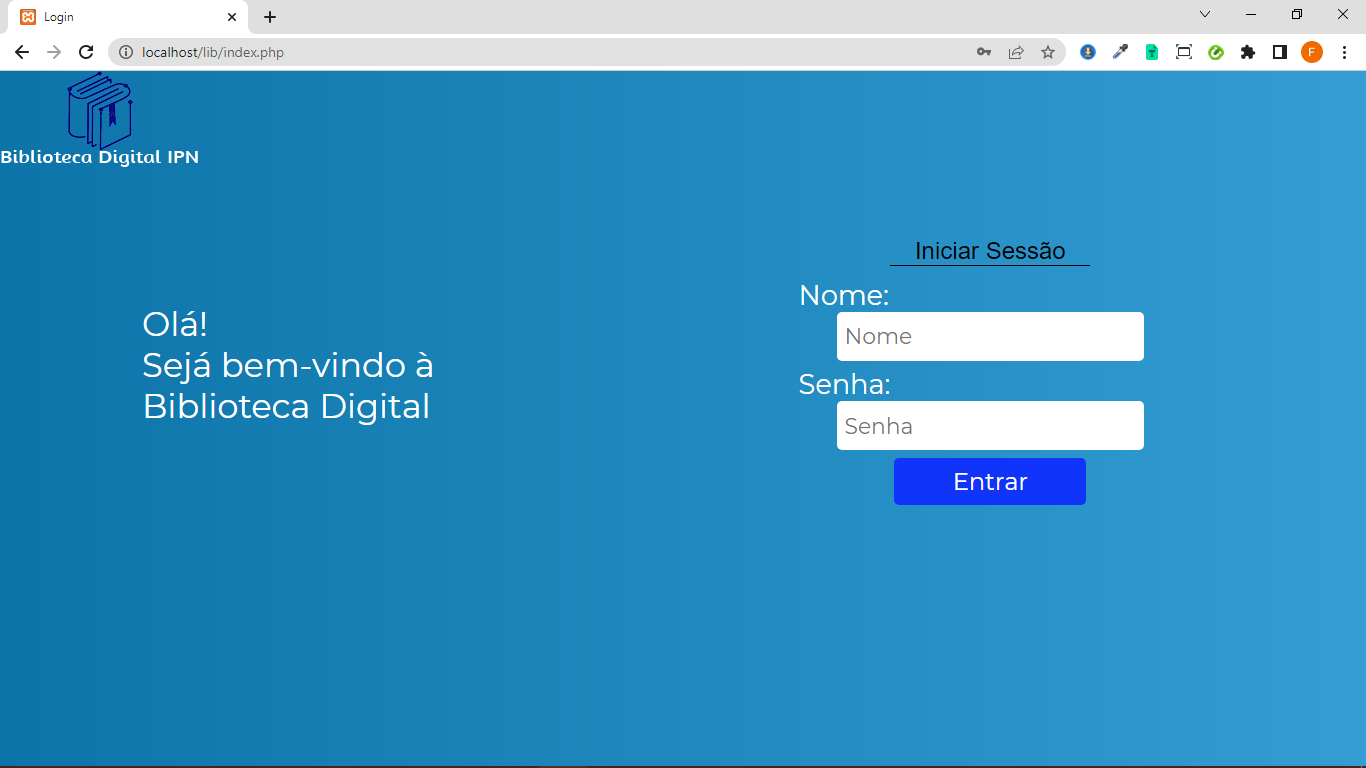 Login
localhost/lib/index.php
F
Biblioteca Digital IPN
Iniciar Sessão
Nome:
Nome
Olá!
Sejá bem-vindo à
Biblioteca Digital
Senha:
Senha
Entrar